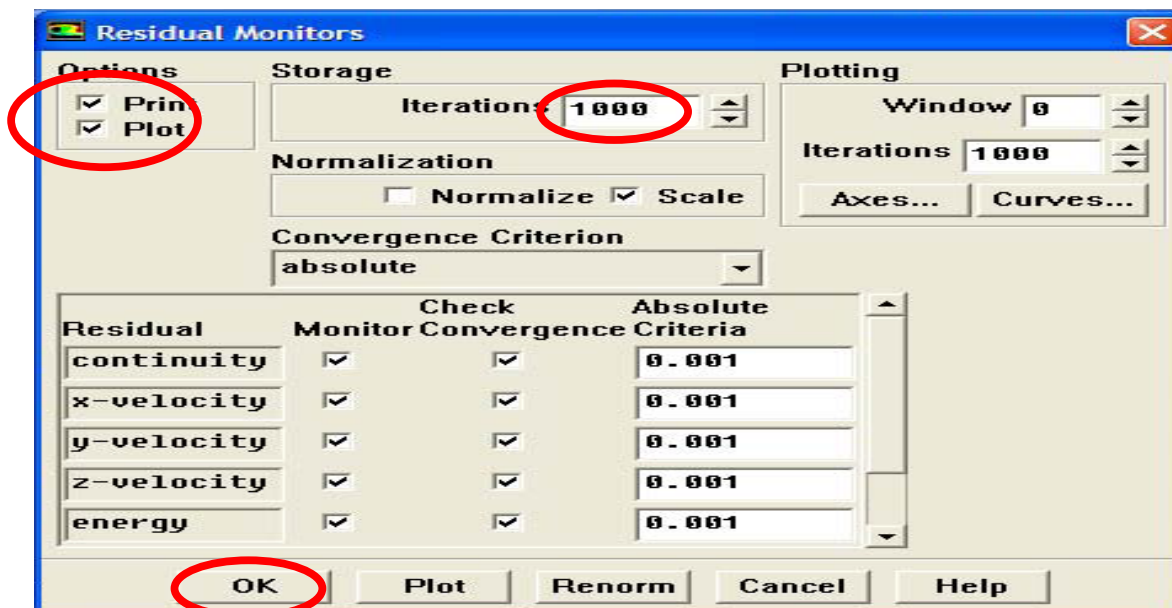 Residual Monitors
Options Storage Plotting
Print Iterations 1000 Window 0
Plot
Normalization Iterations 1000
Normalize Scale Axes... Curves...
Convergence Criterion
absolute
Check Absolute
Residual Monitor Convergence Criteria
continuity 0.001
x-velocity 0.001
y-velocity 0.001
z-velocity 0.001
energy 0.001
OK Plot Renorm Cancel Help